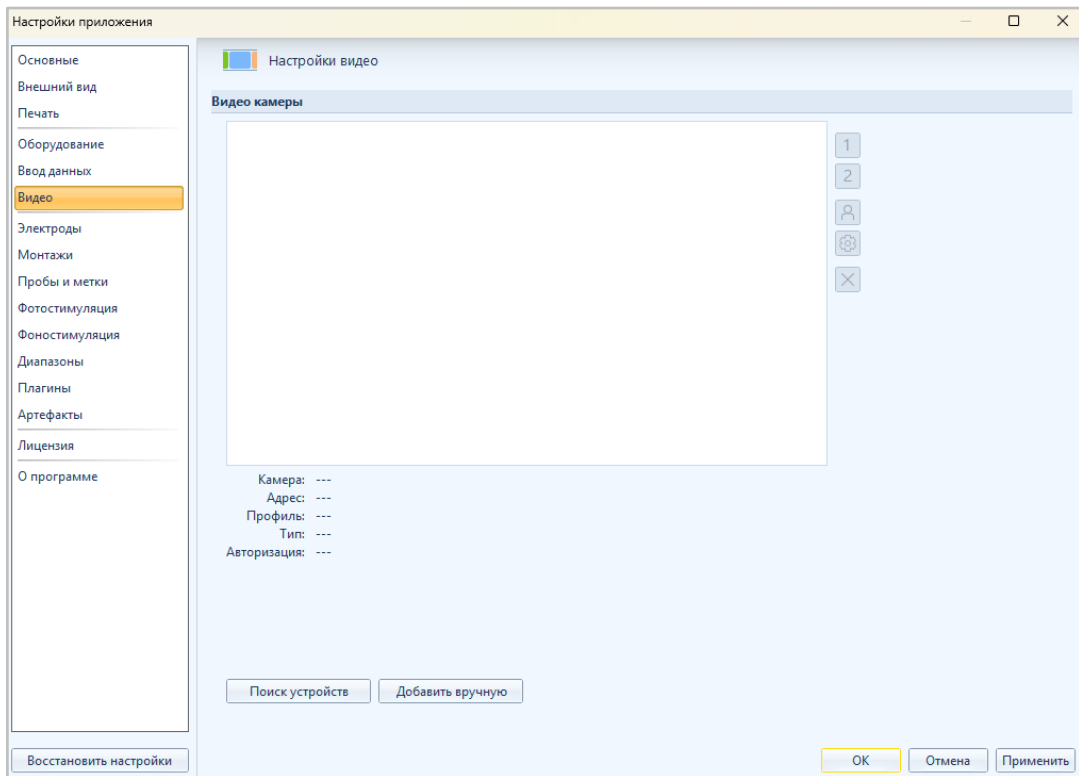 Настройки приложения
Основные
Внешний вид
Печать
Оборудование
Ввод данных
Видео
Электроды
Монтажи
Пробы и метки
Фотостимуляция
Фоностимуляция
Диапазоны
Плагины
Артефакты
Лицензия
О программе
Восстановить настройки
Настройки видео
Видео камеры
1
2
Камера: ---
Адрес: ---
Профиль: ---
Тип: ---
Авторизация: ---
Поиск устройств Добавить вручную
ОК Отмена Применить